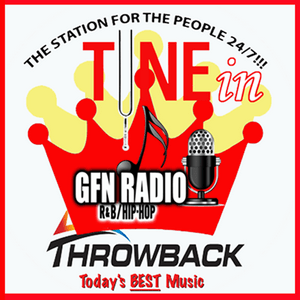 THE STATION FOR THE PEOPLE 24/7!!!
TUNE in
GFN RADIO
R&B/HIP-HOP
THROWBACK
Today's BEST Music